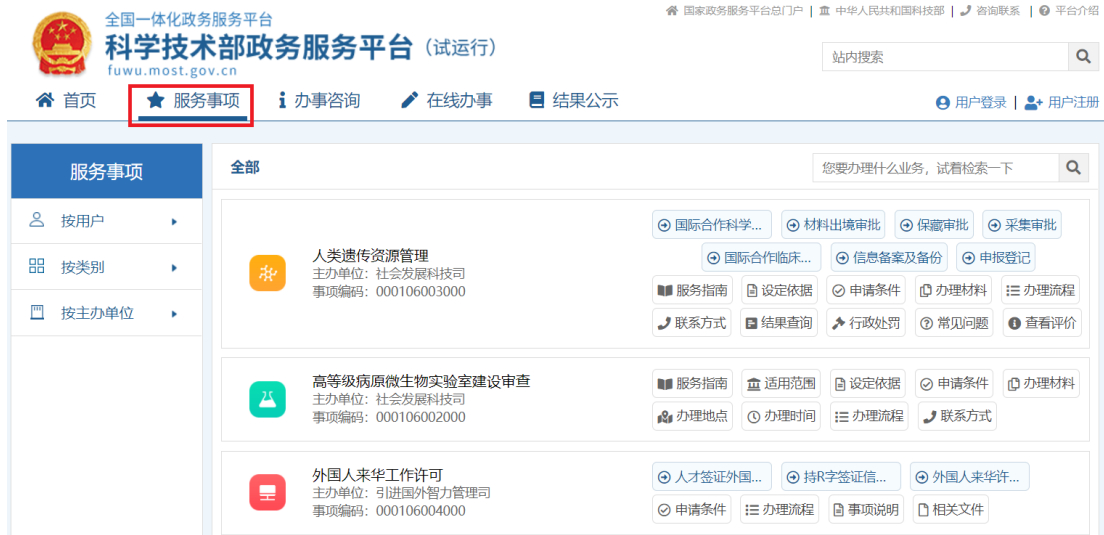 国家政务服务平台总门户 | 中华人民共和国科技部 | 咨询联系 | 平台介绍
全国一体化政务服务平台
科学技术部政务服务平台（试运行）
fuwu.most.gov.cn
站内搜索
首页 服务事项 办事咨询 在线办事 结果公示 用户登录 | 用户注册
服务事项 全部 您要办理什么业务，试着检索一下
按用户
按类别
按主办单位
人类遗传资源管理
主办单位：社会发展科技司
事项编码：000106003000
国际合作科学... 材料出境审批 保藏审批 采集审批
国际合作临床... 信息备案及备份 申报登记
服务指南 设定依据 申请条件 办理材料 办理流程
联系方式 结果查询 行政处罚 常见问题 查看评价
高等级病原微生物实验室建设审查
主办单位：社会发展科技司
事项编码：000106002000
服务指南 适用范围 设定依据 申请条件 办理材料
办理地点 办理时间 办理流程 联系方式
外国人来华工作许可
主办单位：引进国外智力管理司
事项编码：000106004000
人才签证外国... 持R字签证信... 外国人来华许...
申请条件 办理流程 事项说明 相关文件